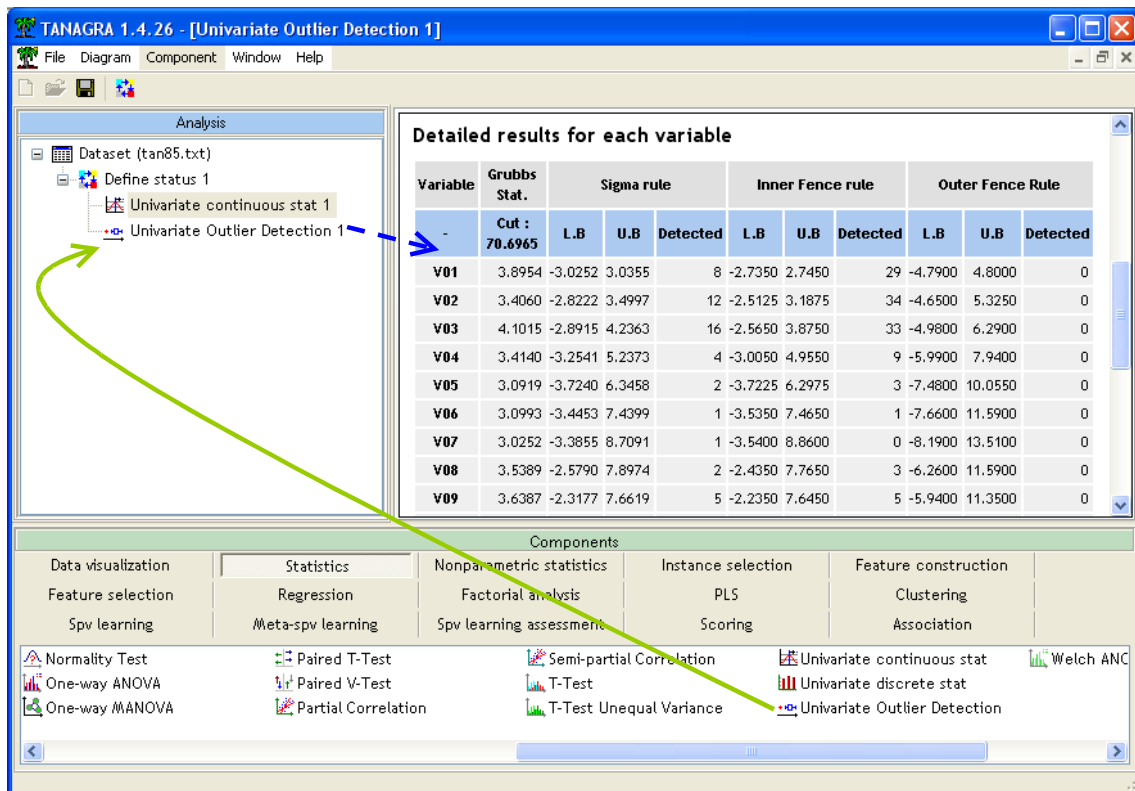 TANAGRA 1.4.26 - [Univariate Outlier Detection 1]
File Diagram Component Window Help
Analysis
Dataset (tan85.txt)
Define status 1
Univariate continuous stat 1
Univariate Outlier Detection 1
Detailed results for each variable
Variable Grubbs Stat. Sigma rule Inner Fence rule Outer Fence Rule
- Cut : 70.6965 L.B U.B Detected L.B U.B Detected L.B U.B Detected
V01 3.8954 -3.0252 3.0355 8 -2.7350 2.7450 29 -4.7900 4.8000 0
V02 3.4060 -2.8222 3.4997 12 -2.5125 3.1875 34 -4.6500 5.3250 0
V03 4.1015 -2.8915 4.2363 16 -2.5650 3.8750 33 -4.9800 6.2900 0
V04 3.4140 -3.2541 5.2373 4 -3.0050 4.9550 9 -5.9900 7.9400 0
V05 3.0919 -3.7240 6.3458 2 -3.7225 6.2975 3 -7.4800 10.0550 0
V06 3.0993 -3.4453 7.4399 1 -3.5350 7.4650 1 -7.6600 11.5900 0
V07 3.0252 -3.3855 8.7091 1 -3.5400 8.8600 0 -8.1900 13.5100 0
V08 3.5389 -2.5790 7.8974 2 -2.4350 7.7650 3 -6.2600 11.5900 0
V09 3.6387 -2.3177 7.6619 5 -2.2350 7.6450 5 -5.9400 11.3500 0
Components
Data visualization Statistics Nonparametric statistics Instance selection Feature construction
Feature selection Regression Factorial analysis PLS Clustering
Spv learning Meta-spv learning Spv learning assessment Scoring Association
Normality Test Paired T-Test Semi-partial Correlation Univariate continuous stat Welch ANC
One-way ANOVA Paired V-Test T-Test Univariate discrete stat
One-way MANOVA Partial Correlation T-Test Unequal Variance Univariate Outlier Detection